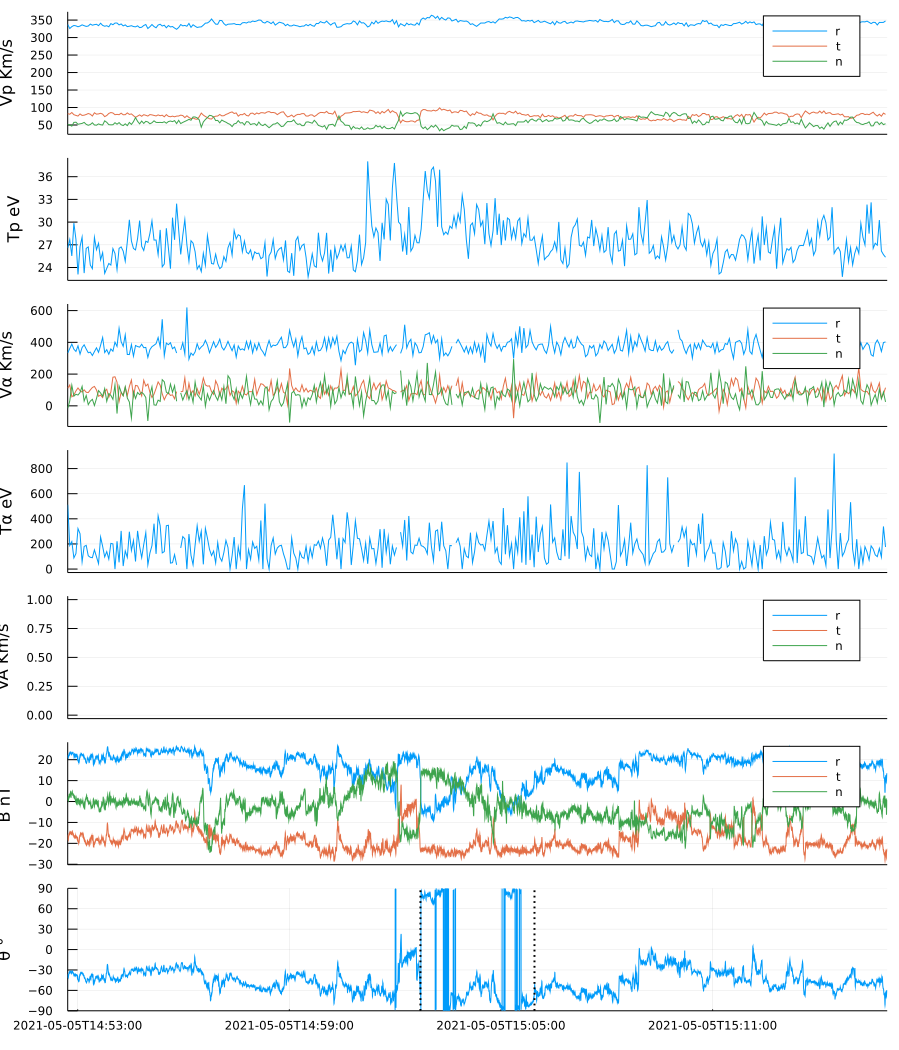 Vp Km/s
350
300
250
200
150
100
50
r
t
n
Tp eV
36
33
30
27
24
Vα Km/s
600
400
200
0
r
t
n
Tα eV
800
600
400
200
0
VA Km/s
1.00
0.75
0.50
0.25
0.00
r
t
n
B nT
20
10
0
−10
−20
−30
r
t
n
θ °
90
60
30
0
−30
−60
−90
2021-05-05T14:53:00 2021-05-05T14:59:00 2021-05-05T15:05:00 2021-05-05T15:11:00